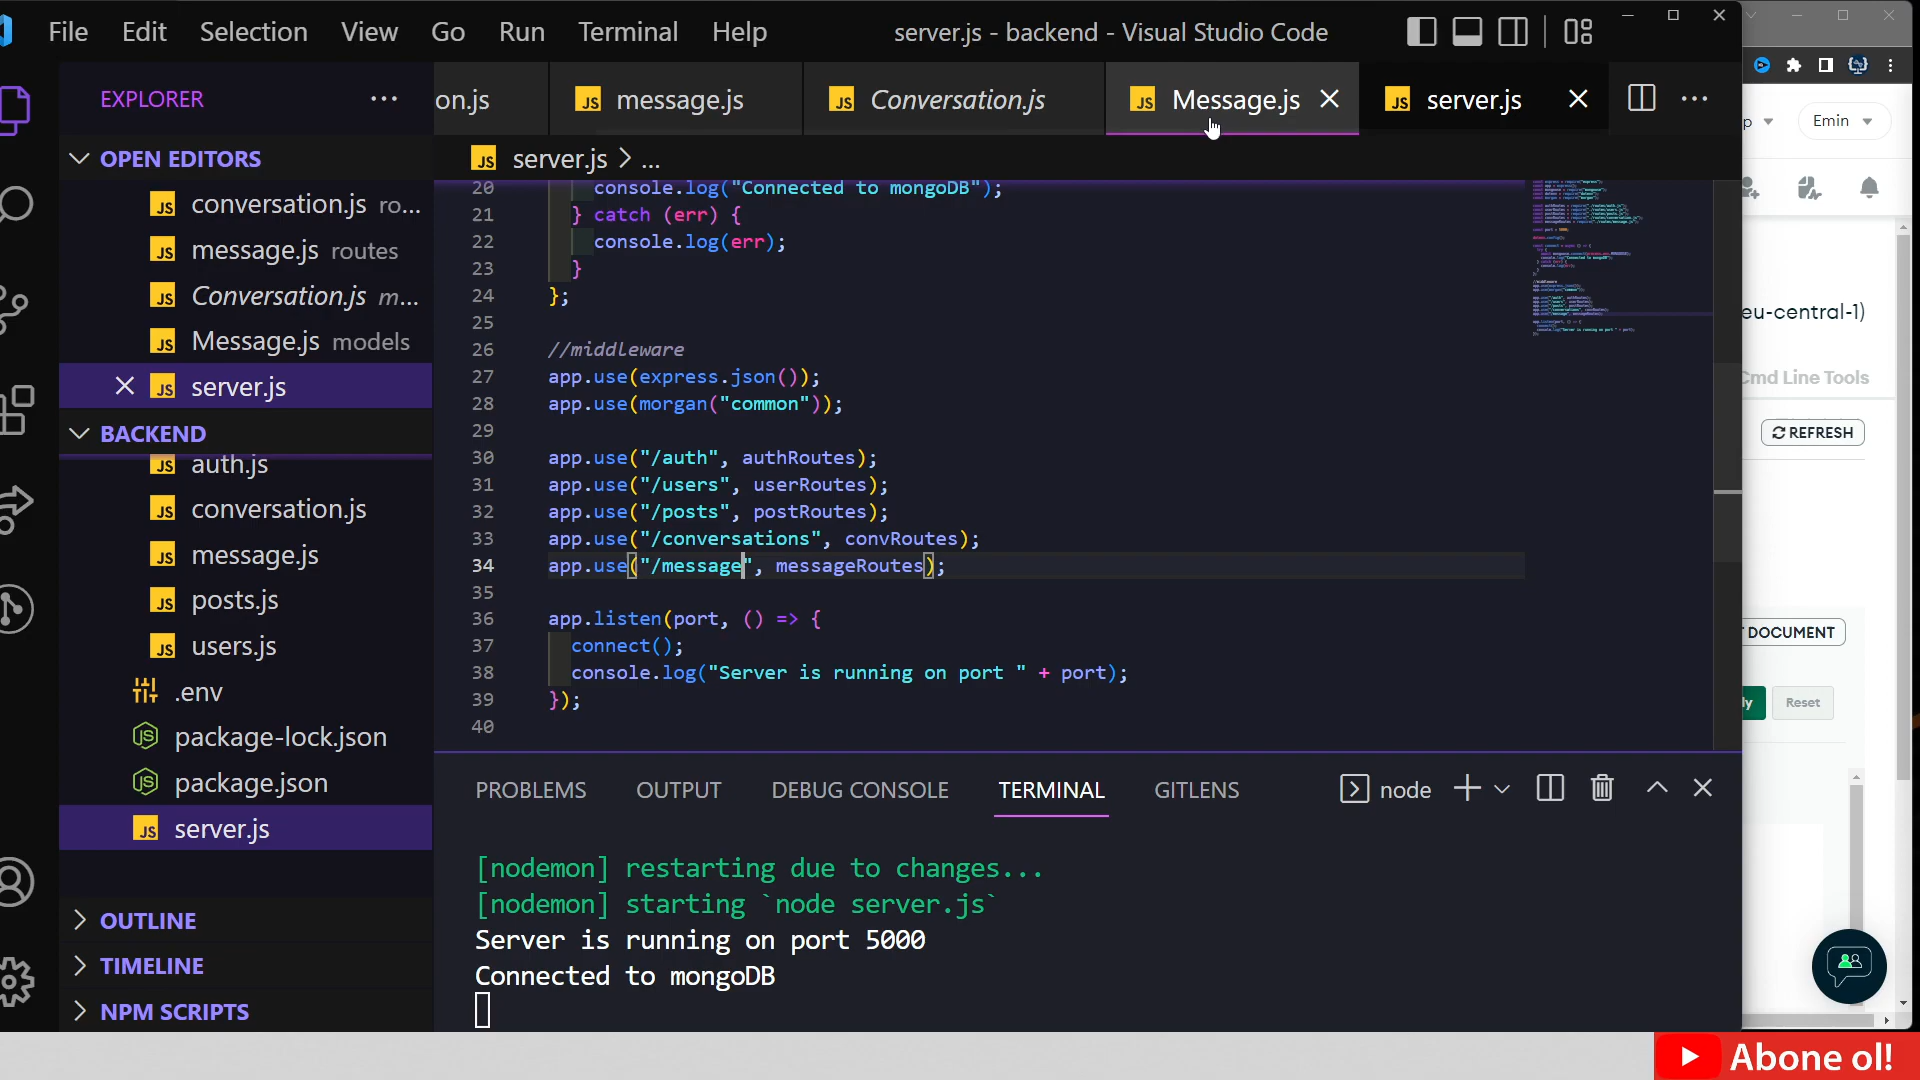 File Edit Selection View Go Run Terminal Help server.js - backend - Visual Studio Code
EXPLORER
on.js message.js Conversation.js Message.js server.js
server.js > ...
OPEN EDITORS
conversation.js ro...
message.js routes
Conversation.js m...
Message.js models
server.js
BACKEND
auth.js
conversation.js
message.js
posts.js
users.js
.env
package-lock.json
package.json
server.js
OUTLINE
TIMELINE
NPM SCRIPTS
20 console.log("Connected to mongoDB");
21 } catch (err) {
22 console.log(err);
23 }
24 };
25
26 //middleware
27 app.use(express.json());
28 app.use(morgan("common"));
29
30 app.use("/auth", authRoutes);
31 app.use("/users", userRoutes);
32 app.use("/posts", postRoutes);
33 app.use("/conversations", convRoutes);
34 app.use("/message", messageRoutes);
35
36 app.listen(port, () => {
37 connect();
38 console.log("Server is running on port " + port);
39 });
40
PROBLEMS OUTPUT DEBUG CONSOLE TERMINAL GITLENS node
[nodemon] restarting due to changes...
[nodemon] starting `node server.js`
Server is running on port 5000
Connected to mongoDB
p Emin
eu-central-1)
Cmd Line Tools
REFRESH
DOCUMENT
ly Reset
Abone ol!